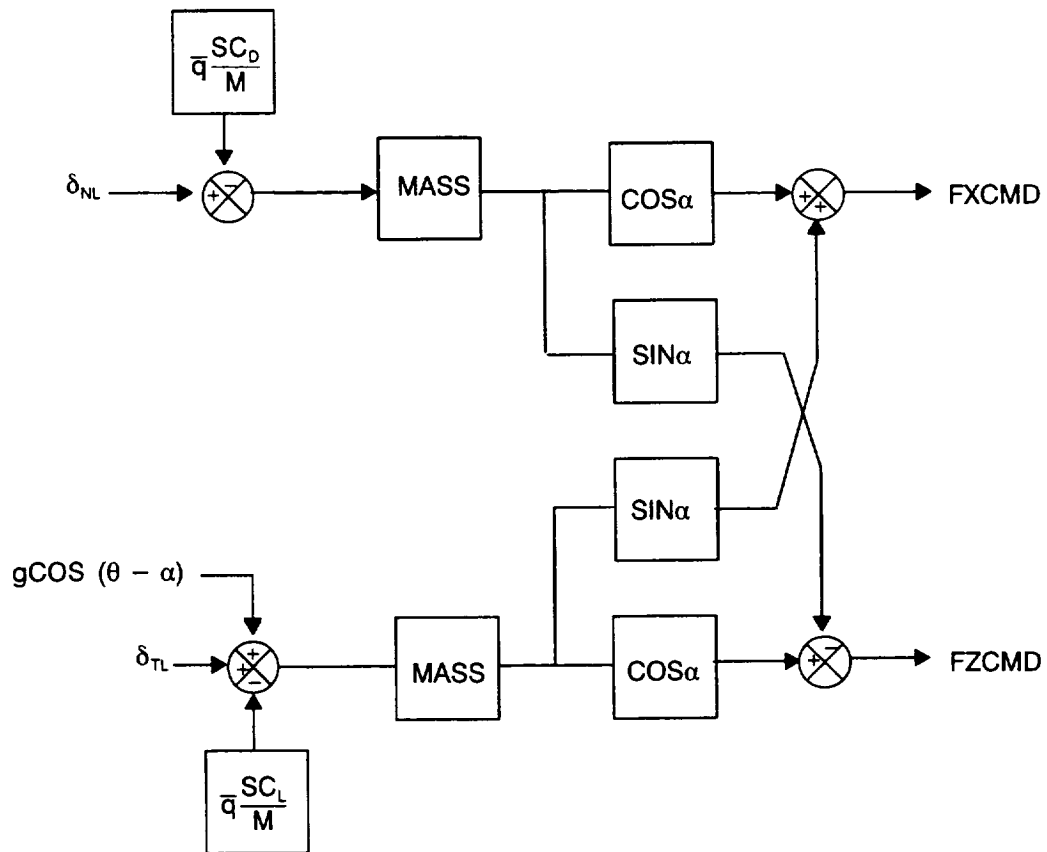 q̅ SC_D
M
δ_NL
+ −
MASS
COSα
+ +
FXCMD
SINα
SINα
gCOS (θ − α)
δ_TL
+
+
−
MASS
COSα
+ −
FZCMD
q̅ SC_L
M